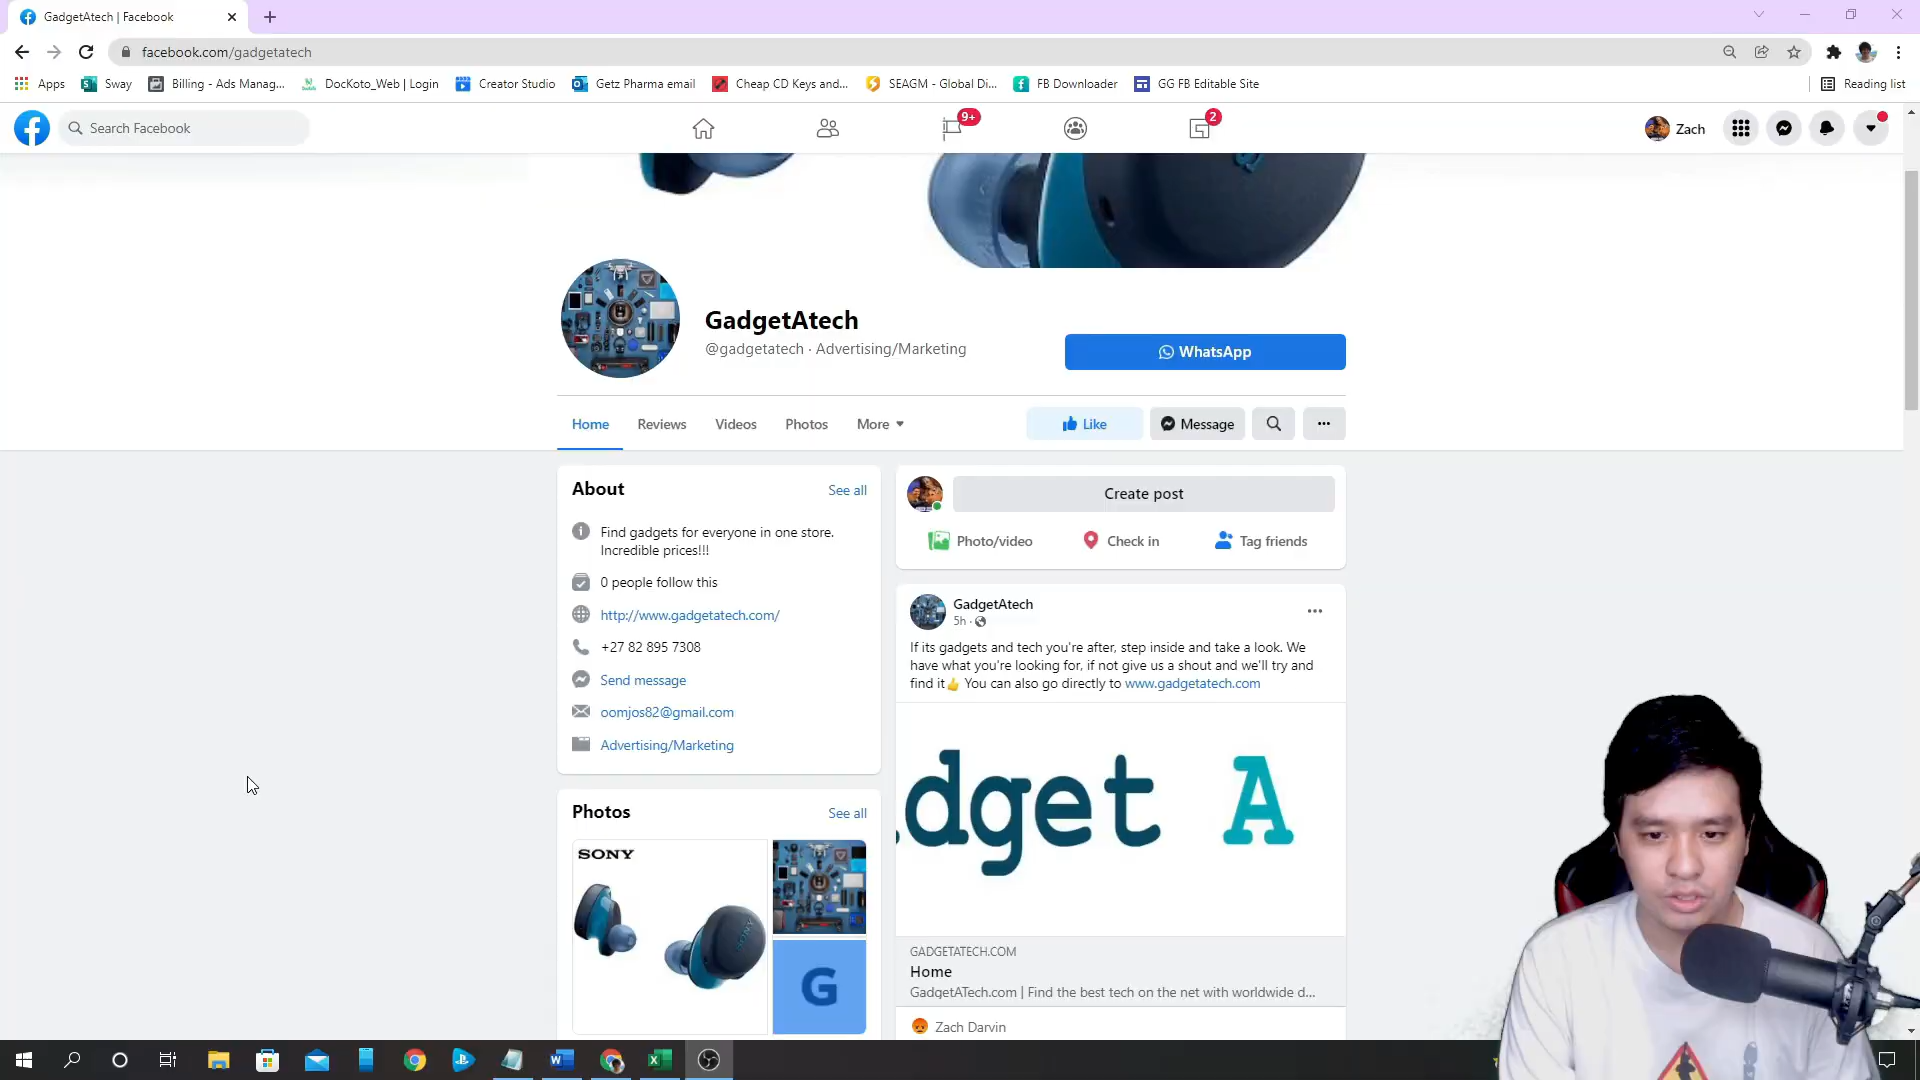 GadgetAtech | Facebook
facebook.com/gadgetatech
Apps
Sway
Billing - Ads Manag...
DocKoto_Web | Login
Creator Studio
Getz Pharma email
Cheap CD Keys and...
SEAGM - Global Di...
FB Downloader
GG FB Editable Site
Reading list
Search Facebook
9+
2
Zach
GadgetAtech
@gadgetatech · Advertising/Marketing
WhatsApp
Home
Reviews
Videos
Photos
More
Like
Message
About
See all
Find gadgets for everyone in one store.
Incredible prices!!!
0 people follow this
http://www.gadgetatech.com/
+27 82 895 7308
Send message
oomjos82@gmail.com
Advertising/Marketing
Photos
See all
SONY
G
Create post
Photo/video
Check in
Tag friends
GadgetAtech
5h ·
If its gadgets and tech you're after, step inside and take a look. We
have what you're looking for, if not give us a shout and we'll try and
find it👍 You can also go directly to www.gadgetatech.com
adget A
GADGETATECH.COM
Home
GadgetATech.com | Find the best tech on the net with worldwide d...
Zach Darvin